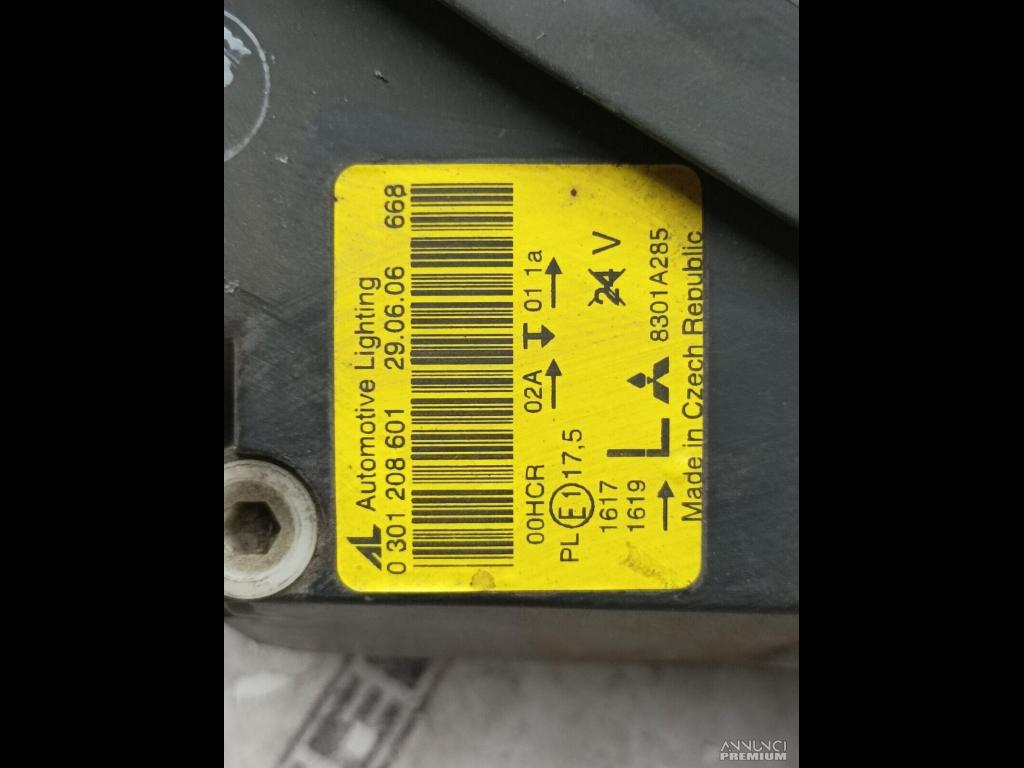 AL Automotive Lighting
0 301 208 601 29.06.06 668
00HCR 02A 01 1a
PL E1 17,5
1617
1619 L 24 V
8301A285
Made in Czech Republic
ANNUNCI
PREMIUM